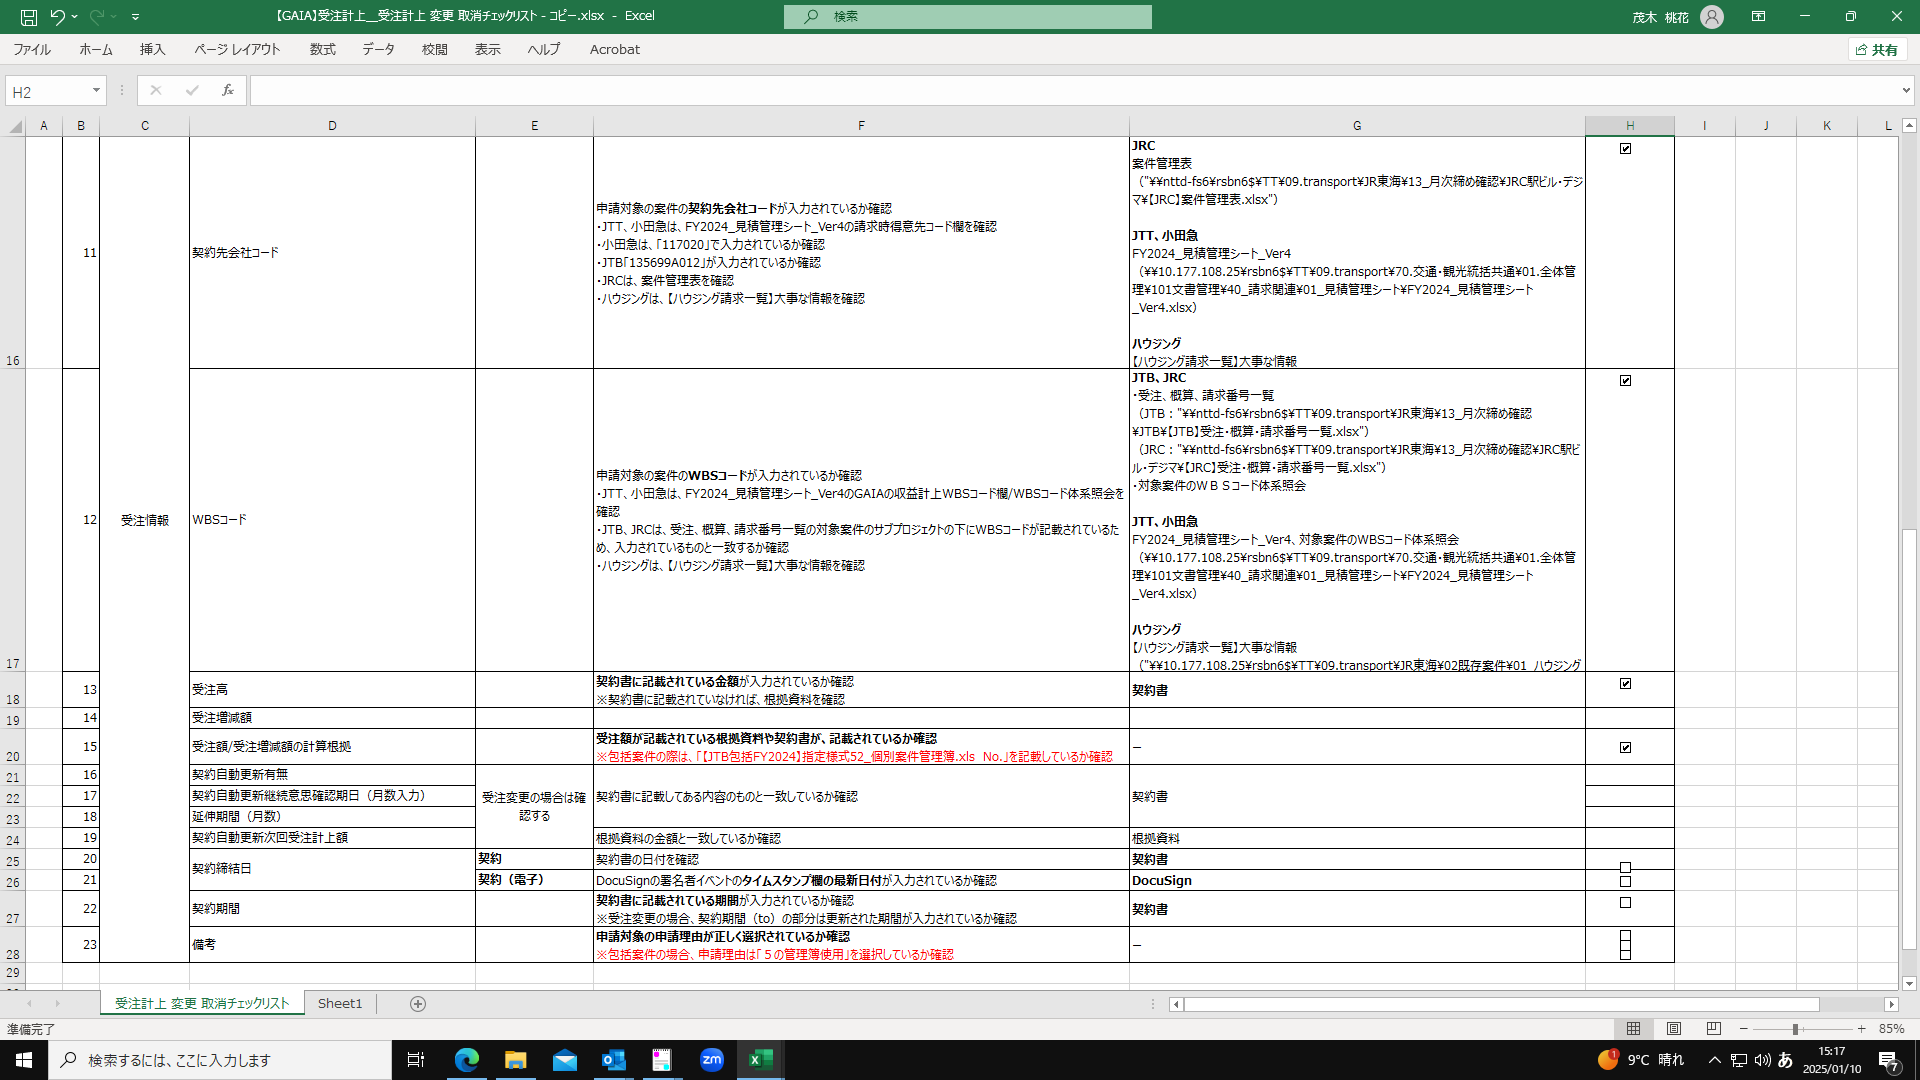 【GAIA】受注計上__受注計上 変更 取消チェックリスト - コピー.xlsx - Excel
検索
茂木 桃花
ファイル ホーム 挿入 ページ レイアウト 数式 データ 校閲 表示 ヘルプ Acrobat
共有
H2
fx
A B C D E F G H I J K L
16
11
契約先会社コード
申請対象の案件の契約先会社コードが入力されているか確認
・JTT、小田急は、FY2024_見積管理シート_Ver4の請求時得意先コード欄を確認
・小田急は、「117020」で入力されているか確認
・JTB「135699A012」が入力されているか確認
・JRCは、案件管理表を確認
・ハウジングは、【ハウジング請求一覧】大事な情報を確認
JRC
案件管理表
（"¥¥nttd-fs6¥rsbn6$¥TT¥09.transport¥JR東海¥13_月次締め確認¥JRC駅ビル・デジ
マ¥【JRC】案件管理表.xlsx"）
JTT、小田急
FY2024_見積管理シート_Ver4
（¥¥10.177.108.25¥rsbn6$¥TT¥09.transport¥70.交通・観光統括共通¥01.全体管
理¥101文書管理¥40_請求関連¥01_見積管理シート¥FY2024_見積管理シート
_Ver4.xlsx）
ハウジング
【ハウジング請求一覧】大事な情報
17
12
受注情報
WBSコード
申請対象の案件のWBSコードが入力されているか確認
・JTT、小田急は、FY2024_見積管理シート_Ver4のGAIAの収益計上WBSコード欄/WBSコード体系照会を
確認
・JTB、JRCは、受注、概算、請求番号一覧の対象案件のサブプロジェクトの下にWBSコードが記載されているた
め、入力されているものと一致するか確認
・ハウジングは、【ハウジング請求一覧】大事な情報を確認
JTB、JRC
・受注、概算、請求番号一覧
（JTB："¥¥nttd-fs6¥rsbn6$¥TT¥09.transport¥JR東海¥13_月次締め確認
¥JTB¥【JTB】受注・概算・請求番号一覧.xlsx"）
（JRC："¥¥nttd-fs6¥rsbn6$¥TT¥09.transport¥JR東海¥13_月次締め確認¥JRC駅ビ
ル・デジマ¥【JRC】受注・概算・請求番号一覧.xlsx"）
・対象案件のＷＢＳコード体系照会
JTT、小田急
FY2024_見積管理シート_Ver4、対象案件のWBSコード体系照会
（¥¥10.177.108.25¥rsbn6$¥TT¥09.transport¥70.交通・観光統括共通¥01.全体管
理¥101文書管理¥40_請求関連¥01_見積管理シート¥FY2024_見積管理シート
_Ver4.xlsx）
ハウジング
【ハウジング請求一覧】大事な情報
（"¥¥10.177.108.25¥rsbn6$¥TT¥09.transport¥JR東海¥02既存案件¥01_ハウジング
18 13 受注高
契約書に記載されている金額が入力されているか確認
※契約書に記載されていなければ、根拠資料を確認
契約書
19 14 受注増減額
20 15 受注額/受注増減額の計算根拠
受注額が記載されている根拠資料や契約書が、記載されているか確認
※包括案件の際は、「【JTB包括FY2024】指定様式52_個別案件管理簿.xls No.」を記載しているか確認
－
21 16 契約自動更新有無
22 17 契約自動更新継続意思確認期日（月数入力）
受注変更の場合は確
認する
契約書に記載してある内容のものと一致しているか確認
契約書
23 18 延伸期間（月数）
24 19 契約自動更新次回受注計上額
根拠資料の金額と一致しているか確認
根拠資料
25 20 契約締結日 契約 契約書の日付を確認 契約書
26 21 契約（電子） DocuSignの署名者イベントのタイムスタンプ欄の最新日付が入力されているか確認 DocuSign
27 22 契約期間
契約書に記載されている期間が入力されているか確認
※受注変更の場合、契約期間（to）の部分は更新された期間が入力されているか確認
契約書
28 23 備考
申請対象の申請理由が正しく選択されているか確認
※包括案件の場合、申請理由は「５の管理簿使用」を選択しているか確認
－
29
受注計上 変更 取消チェックリスト Sheet1
準備完了
85%
検索するには、ここに入力します
zm
1
9°C 晴れ
あ
15:17
2025/01/10
7